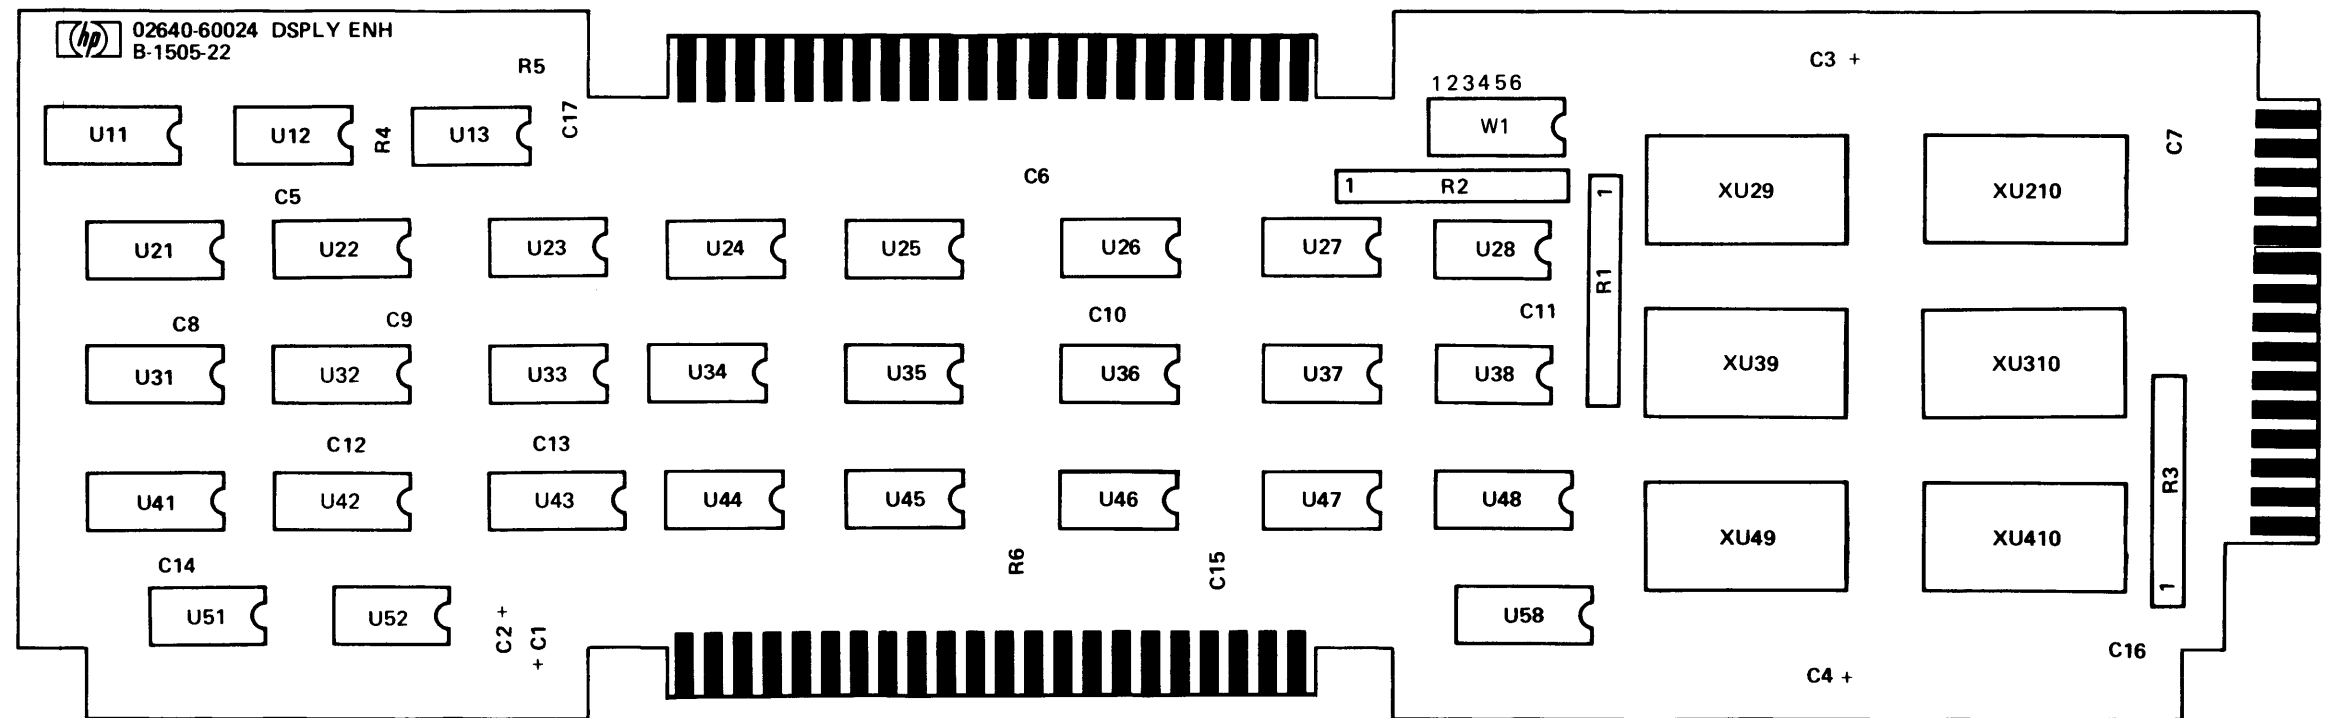 hp 02640-60024 DSPLY ENH
B-1505-22
R5
C3 +
123456
U11 U12 R4 U13 C17
W1
C7
C6
1 R2
1 R1
XU29 XU210
C5
U21 U22 U23 U24 U25 U26 U27 U28
C8 C9 C10 C11
U31 U32 U33 U34 U35 U36 U37 U38
XU39 XU310
C12 C13
R3 1
U41 U42 U43 U44 U45 U46 U47 U48
XU49 XU410
C14 R6 C15
U51 U52 C2 + + C1 U58
C16
C4 +